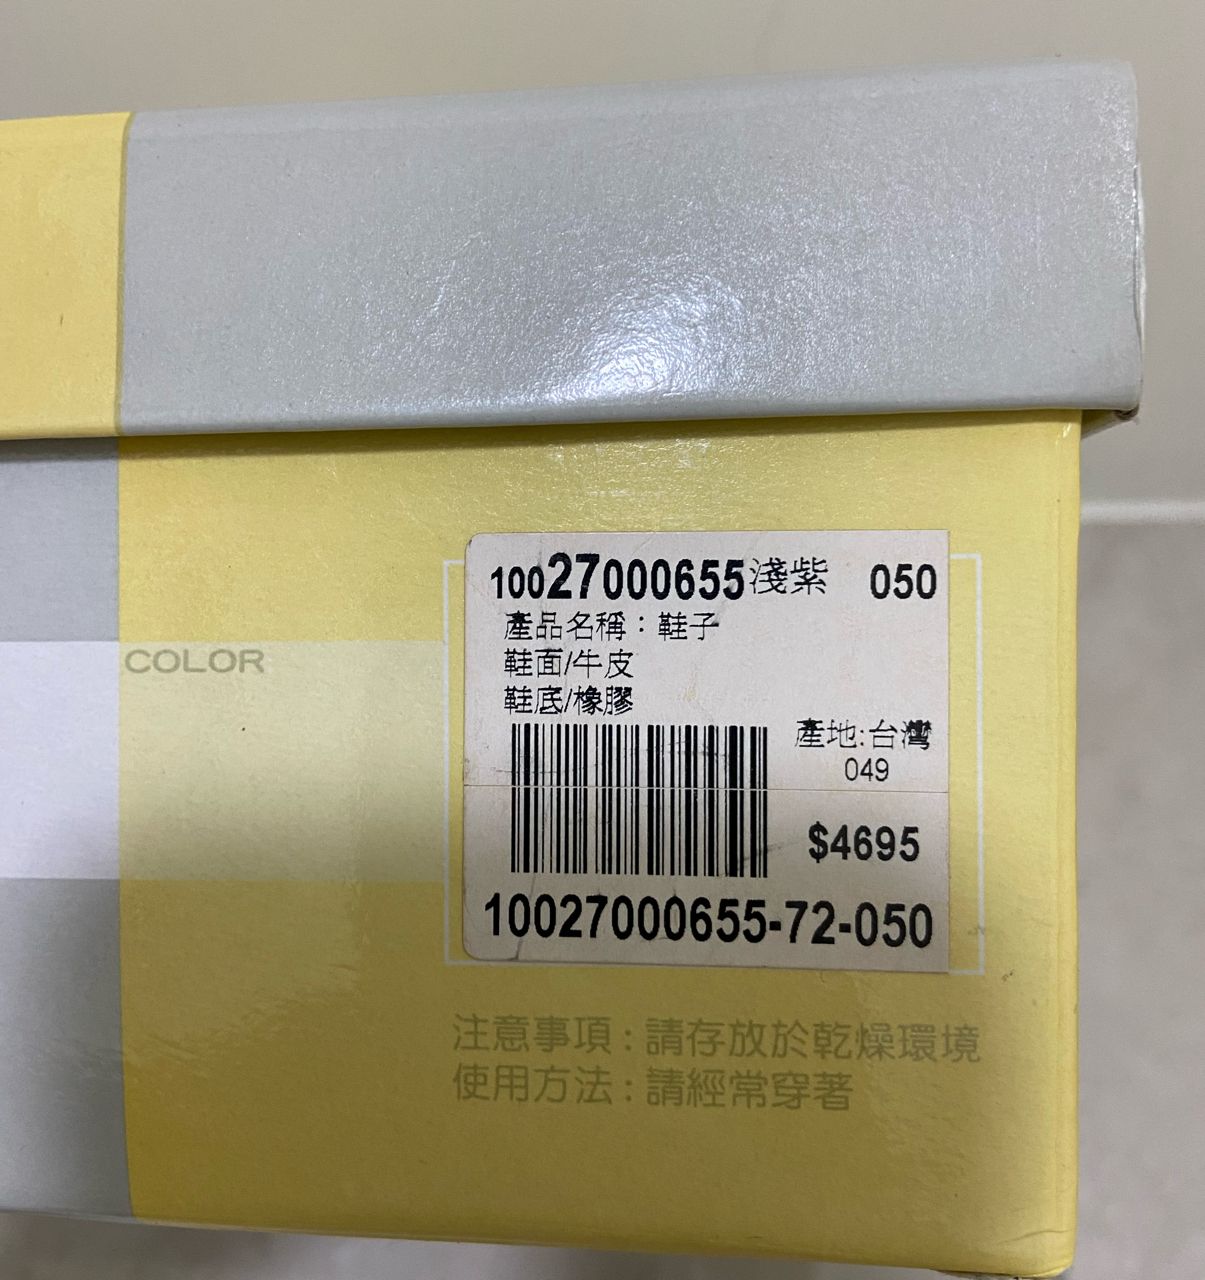 10027000655淺紫 050
產品名稱：鞋子
鞋面/牛皮
鞋底/橡膠
產地:台灣
049
$4695
10027000655-72-050
COLOR
注意事項：請存放於乾燥環境
使用方法：請經常穿著